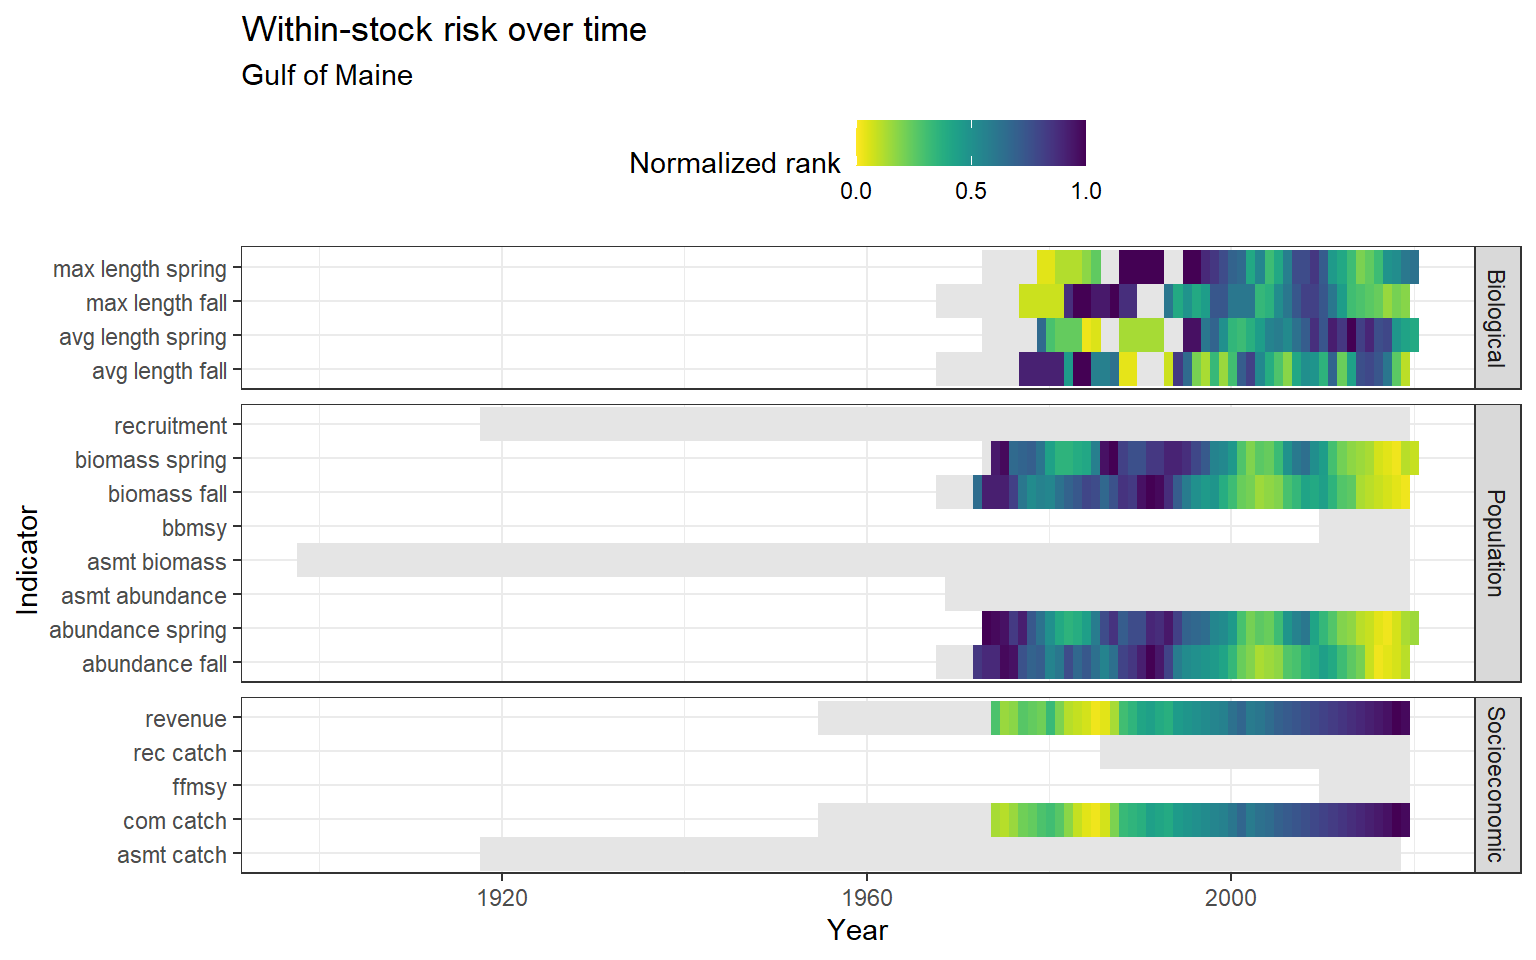 Within-stock risk over time
Gulf of Maine
Normalized rank
0.0 0.5 1.0
max length spring
max length fall
avg length spring
avg length fall
Biological
recruitment
biomass spring
biomass fall
bbmsy
asmt biomass
asmt abundance
abundance spring
abundance fall
Population
revenue
rec catch
ffmsy
com catch
asmt catch
Socioeconomic
Indicator
1920 1960 2000
Year